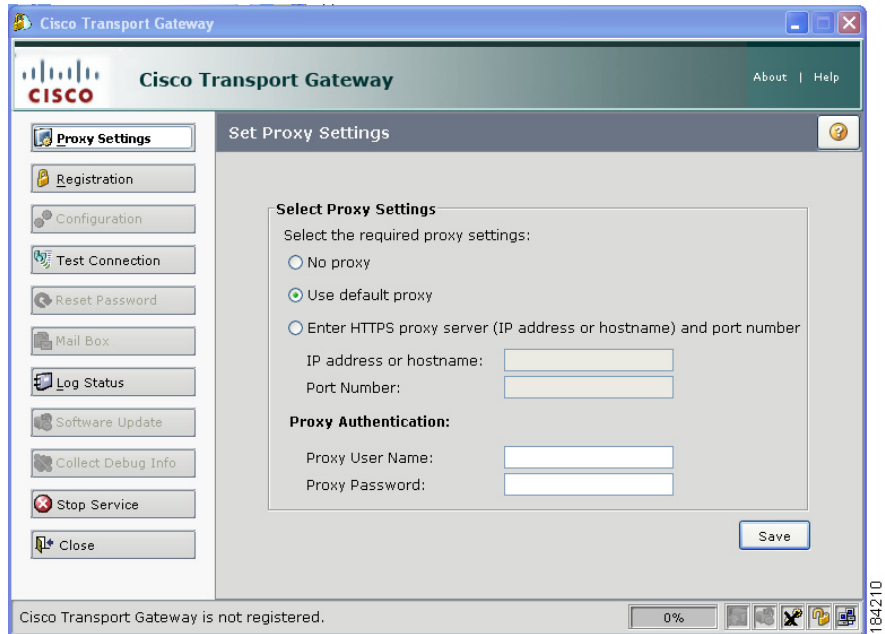 Cisco Transport Gateway
CISCO
Cisco Transport Gateway
About | Help
Proxy Settings
Registration
Configuration
Test Connection
Reset Password
Mail Box
Log Status
Software Update
Collect Debug Info
Stop Service
Close
Set Proxy Settings
Select Proxy Settings
Select the required proxy settings:
No proxy
Use default proxy
Enter HTTPS proxy server (IP address or hostname) and port number
IP address or hostname:
Port Number:
Proxy Authentication:
Proxy User Name:
Proxy Password:
Save
Cisco Transport Gateway is not registered.
0%
184210